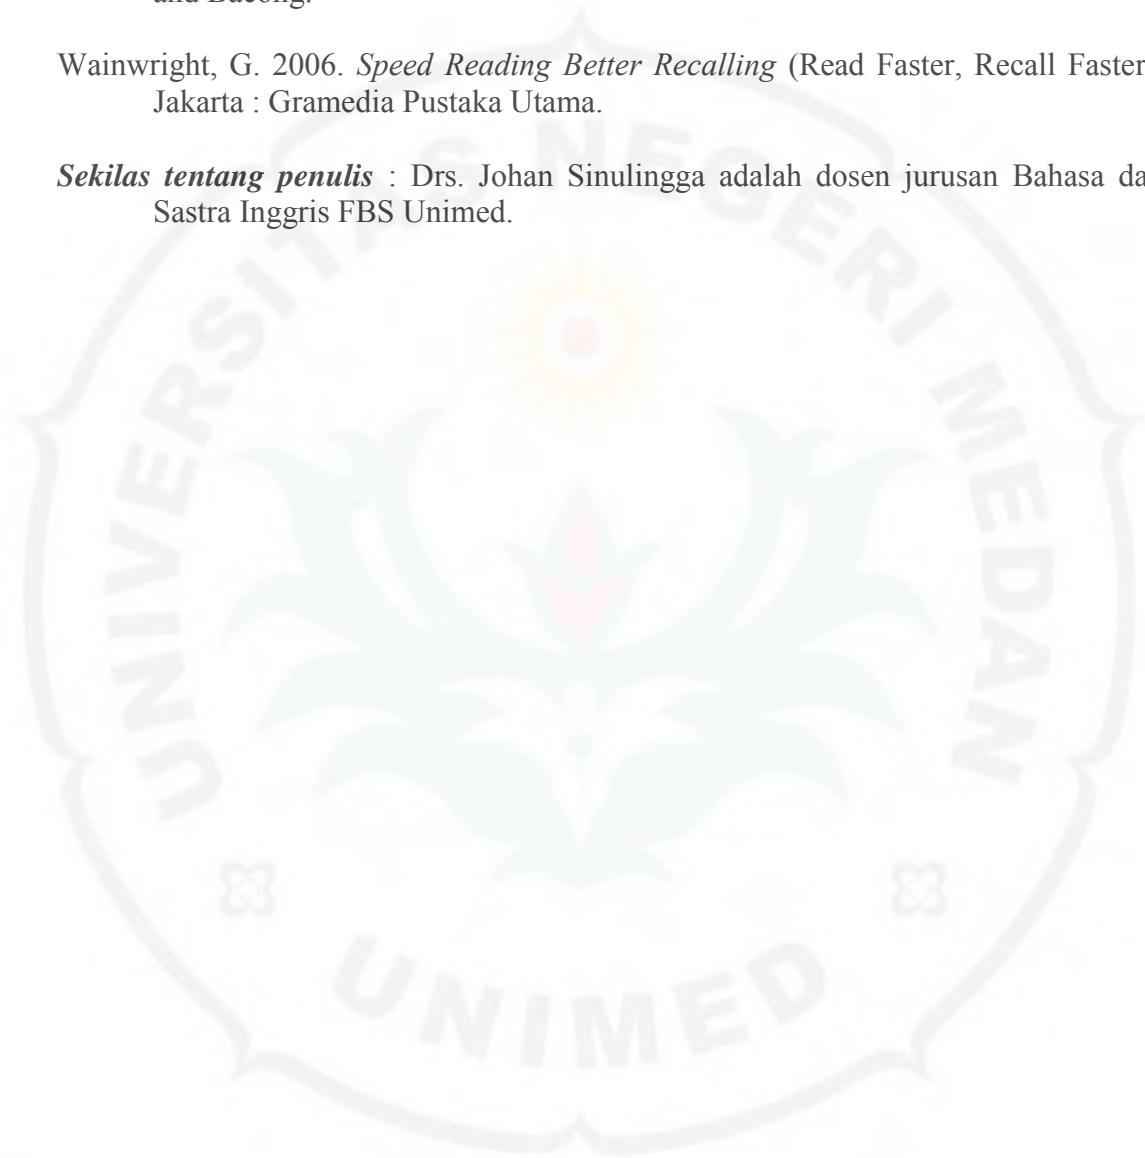 and Bacong.
Wainwright, G. 2006. Speed Reading Better Recalling (Read Faster, Recall Faster
Jakarta : Gramedia Pustaka Utama.
Sekilas tentang penulis : Drs. Johan Sinulingga adalah dosen jurusan Bahasa da
Sastra Inggris FBS Unimed.
UNIVERSITAS NEGERI MEDAN
UNIMED